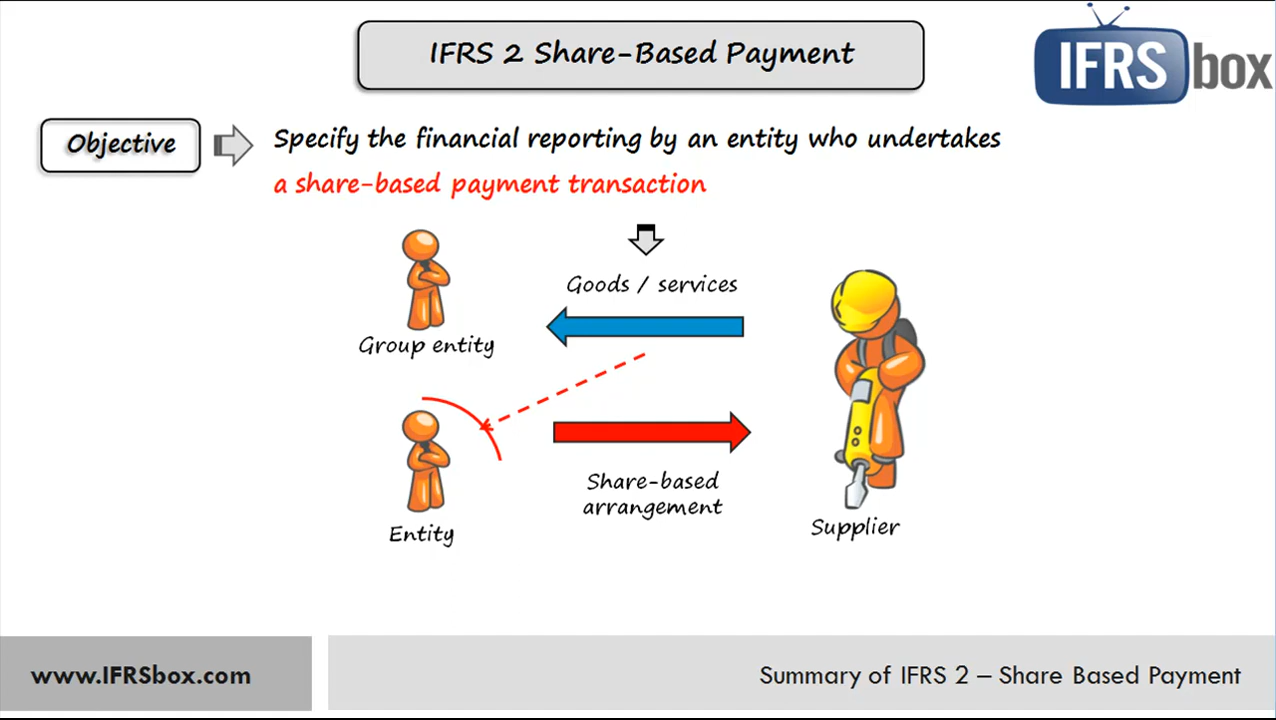 IFRS 2 Share-Based Payment
IFRS box
Objective
Specify the financial reporting by an entity who undertakes
a share-based payment transaction
Goods / services
Group entity
Share-based
arrangement
Entity
Supplier
www.IFRSbox.com
Summary of IFRS 2 – Share Based Payment